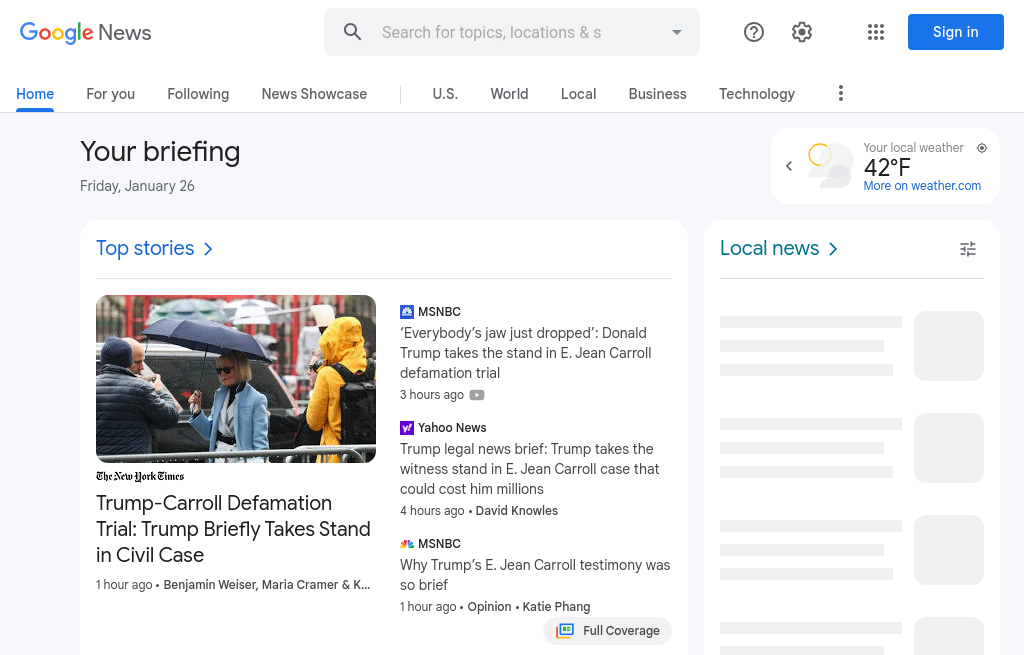 Google News
Search for topics, locations & s
Sign in
Home
For you
Following
News Showcase
U.S.
World
Local
Business
Technology
Your briefing
Friday, January 26
Your local weather
42°F
More on weather.com
Top stories
Local news
The New York Times
Trump-Carroll Defamation
Trial: Trump Briefly Takes Stand
in Civil Case
1 hour ago • Benjamin Weiser, Maria Cramer & K...
MSNBC
‘Everybody’s jaw just dropped’: Donald
Trump takes the stand in E. Jean Carroll
defamation trial
3 hours ago
Yahoo News
Trump legal news brief: Trump takes the
witness stand in E. Jean Carroll case that
could cost him millions
4 hours ago • David Knowles
MSNBC
Why Trump’s E. Jean Carroll testimony was
so brief
1 hour ago • Opinion • Katie Phang
Full Coverage